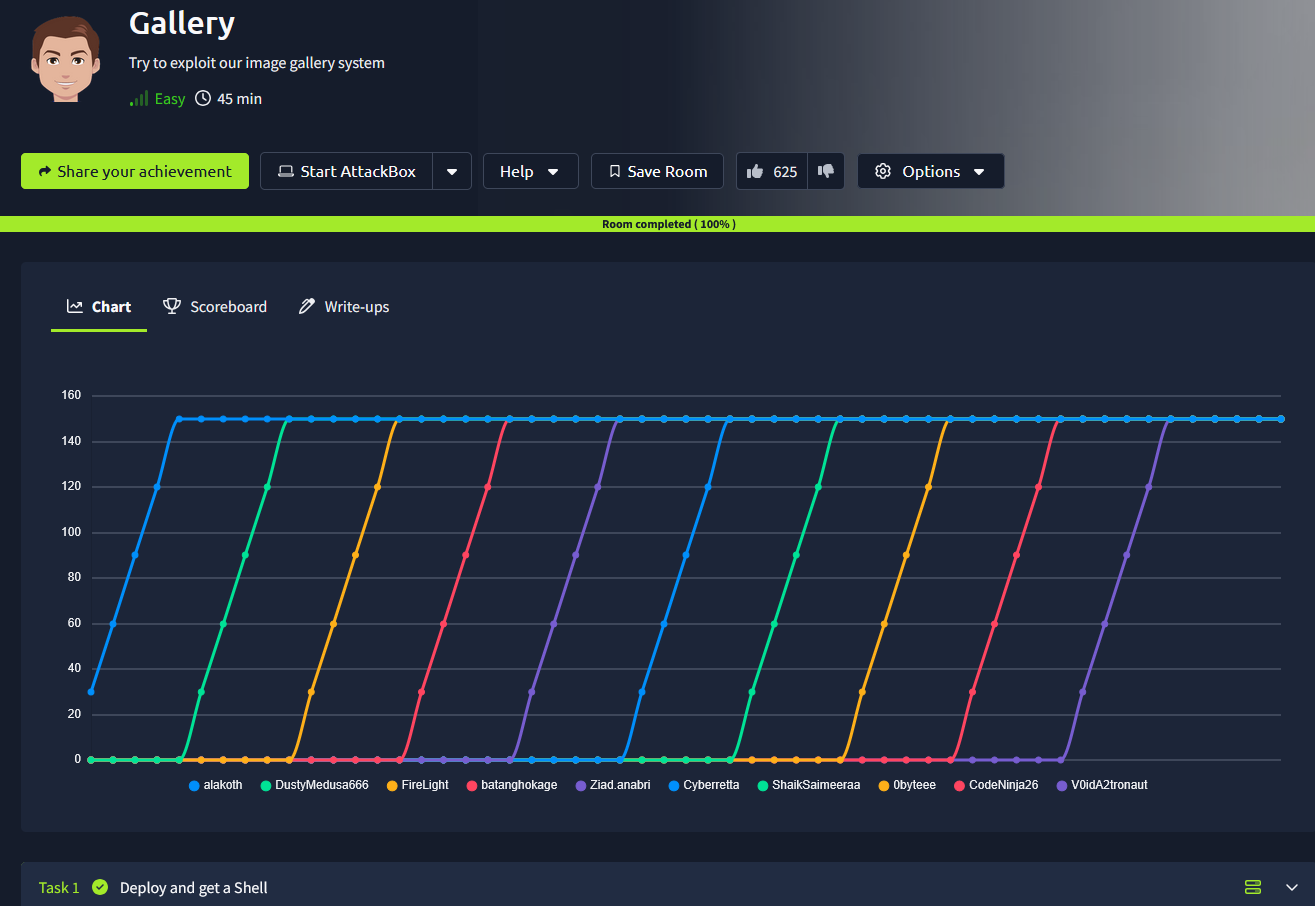 Gallery
Try to exploit our image gallery system
Easy 45 min
Share your achievement Start AttackBox Help Save Room 625 Options
Room completed ( 100% )
Chart Scoreboard Write-ups
160
140
120
100
80
60
40
20
0
alakoth DustyMedusa666 FireLight batanghokage Ziad.anabri Cyberretta ShaikSaimeeraa 0byteee CodeNinja26 V0idA2tronaut
Task 1 Deploy and get a Shell